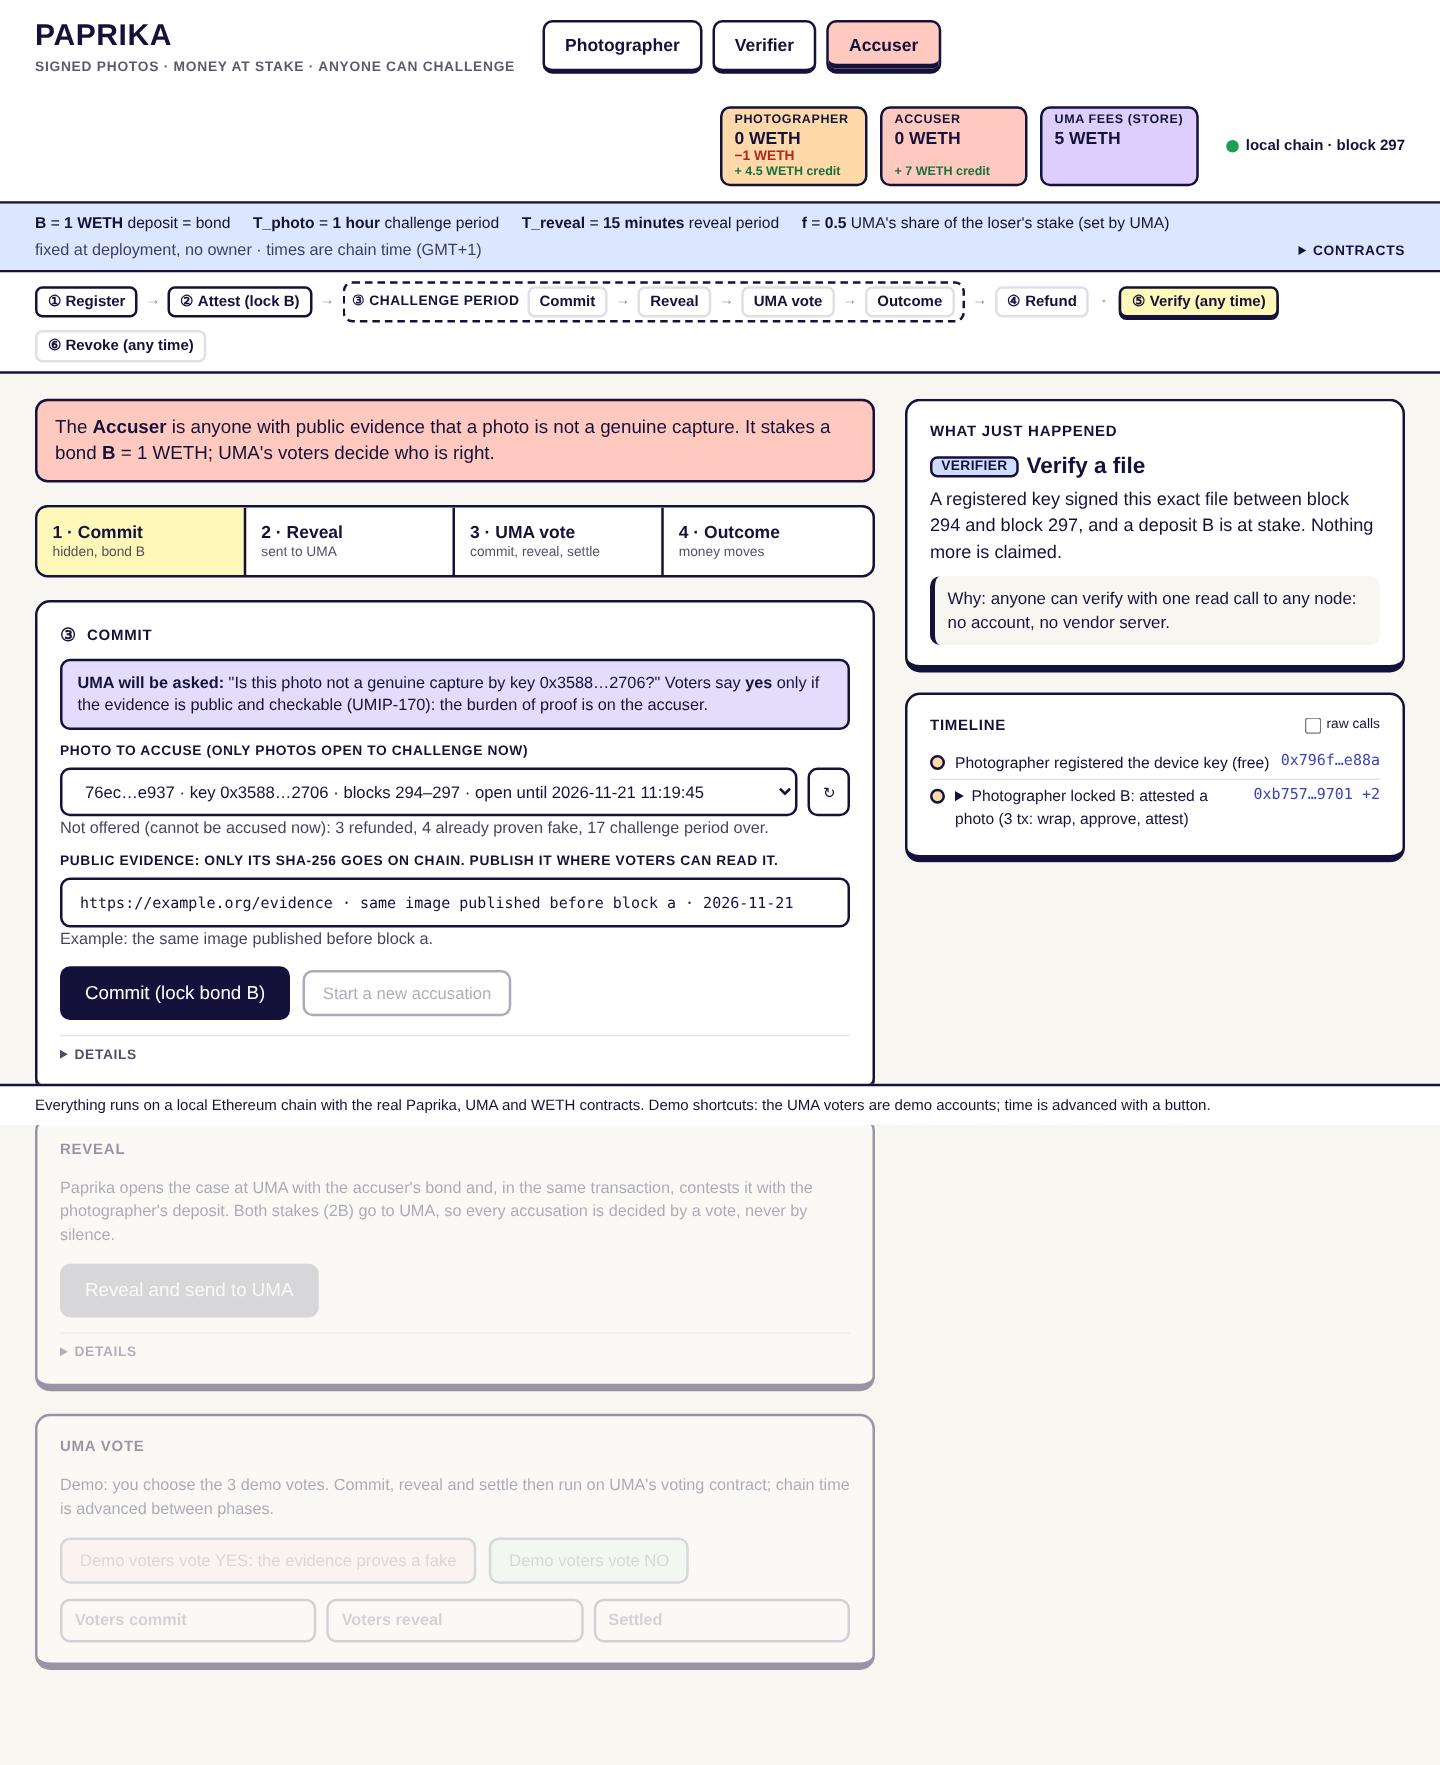 PAPRIKA
SIGNED PHOTOS · MONEY AT STAKE · ANYONE CAN CHALLENGE
Photographer
Verifier
Accuser
PHOTOGRAPHER
0 WETH
−1 WETH
+ 4.5 WETH credit
ACCUSER
0 WETH
+ 7 WETH credit
UMA FEES (STORE)
5 WETH
local chain · block 297
B = 1 WETH deposit = bond T_photo = 1 hour challenge period T_reveal = 15 minutes reveal period f = 0.5 UMA's share of the loser's stake (set by UMA)
fixed at deployment, no owner · times are chain time (GMT+1)
▶ CONTRACTS
① Register → ② Attest (lock B) → ③ CHALLENGE PERIOD Commit → Reveal → UMA vote → Outcome → ④ Refund · ⑤ Verify (any time)
⑥ Revoke (any time)
The Accuser is anyone with public evidence that a photo is not a genuine capture. It stakes a
bond B = 1 WETH; UMA's voters decide who is right.
1 · Commit
hidden, bond B
2 · Reveal
sent to UMA
3 · UMA vote
commit, reveal, settle
4 · Outcome
money moves
③ COMMIT
UMA will be asked: "Is this photo not a genuine capture by key 0x3588…2706?" Voters say yes only if
the evidence is public and checkable (UMIP-170): the burden of proof is on the accuser.
PHOTO TO ACCUSE (ONLY PHOTOS OPEN TO CHALLENGE NOW)
76ec…e937 · key 0x3588…2706 · blocks 294–297 · open until 2026-11-21 11:19:45
↻
Not offered (cannot be accused now): 3 refunded, 4 already proven fake, 17 challenge period over.
PUBLIC EVIDENCE: ONLY ITS SHA-256 GOES ON CHAIN. PUBLISH IT WHERE VOTERS CAN READ IT.
https://example.org/evidence · same image published before block a · 2026-11-21
Example: the same image published before block a.
Commit (lock bond B)
Start a new accusation
▶ DETAILS
WHAT JUST HAPPENED
VERIFIER Verify a file
A registered key signed this exact file between block
294 and block 297, and a deposit B is at stake. Nothing
more is claimed.
Why: anyone can verify with one read call to any node:
no account, no vendor server.
TIMELINE
raw calls
Photographer registered the device key (free) 0x796f…e88a
▶ Photographer locked B: attested a 0xb757…9701 +2
photo (3 tx: wrap, approve, attest)
Everything runs on a local Ethereum chain with the real Paprika, UMA and WETH contracts. Demo shortcuts: the UMA voters are demo accounts; time is advanced with a button.
REVEAL
Paprika opens the case at UMA with the accuser's bond and, in the same transaction, contests it with the
photographer's deposit. Both stakes (2B) go to UMA, so every accusation is decided by a vote, never by
silence.
Reveal and send to UMA
▶ DETAILS
UMA VOTE
Demo: you choose the 3 demo votes. Commit, reveal and settle then run on UMA's voting contract; chain time
is advanced between phases.
Demo voters vote YES: the evidence proves a fake
Demo voters vote NO
Voters commit
Voters reveal
Settled